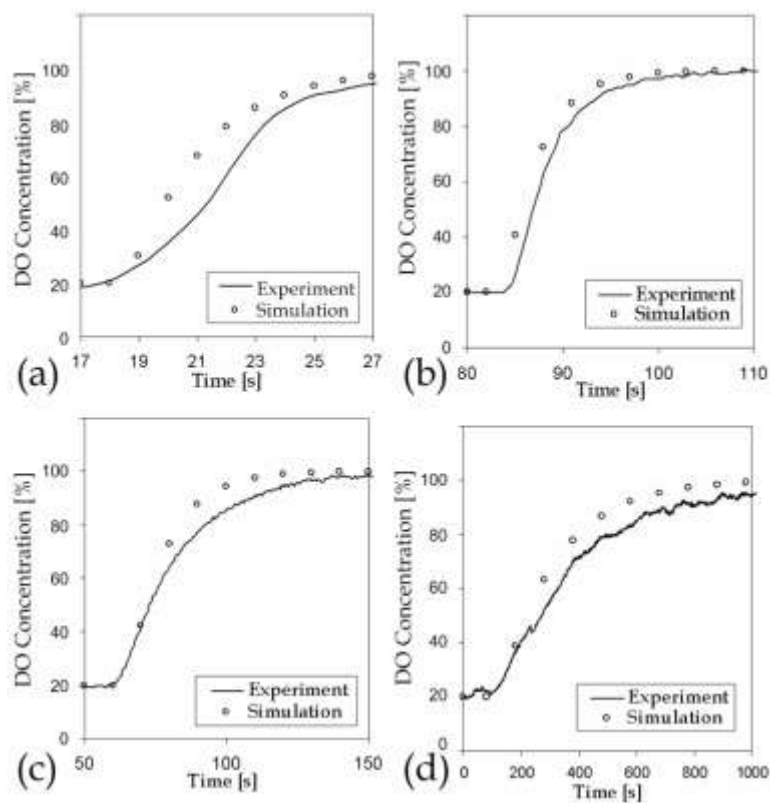 DO Concentration [%]
100
80
60
40
20
0
17 19 21 23 25 27
Time [s]
Experiment
Simulation
(a)
DO Concentration [%]
100
80
60
40
20
0
80 90 100 110
Time [s]
Experiment
Simulation
(b)
DO Concentration [%]
100
80
60
40
20
0
50 100 150
Time [s]
Experiment
Simulation
(c)
DO Concentration [%]
100
80
60
40
20
0
0 200 400 600 800 1000
Time [s]
Experiment
Simulation
(d)